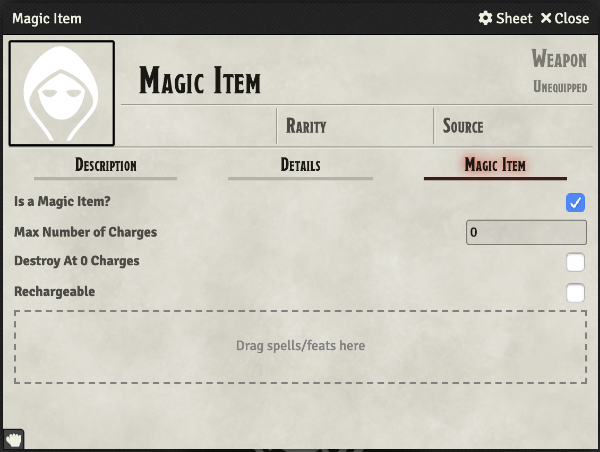 Magic Item
Sheet
Close
Magic Item
Weapon
Unequipped
Rarity
Source
Description
Details
Magic Item
Is a Magic Item?
Max Number of Charges
0
Destroy At 0 Charges
Rechargeable
Drag spells/feats here